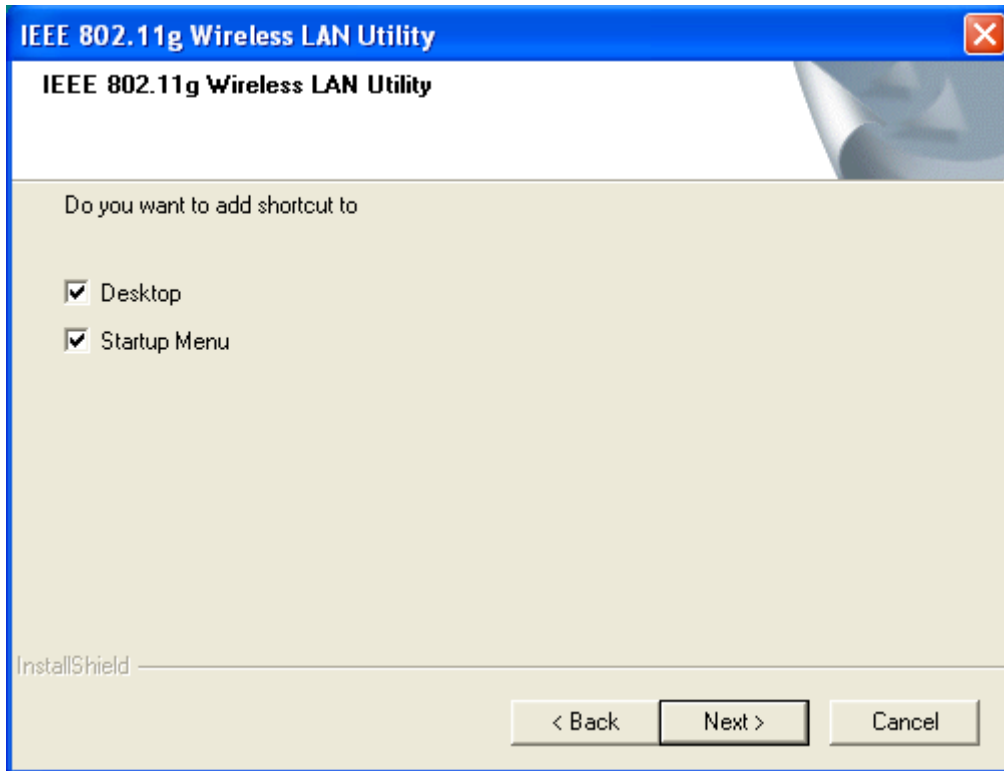 IEEE 802.11g Wireless LAN Utility
IEEE 802.11g Wireless LAN Utility
Do you want to add shortcut to
Desktop
Startup Menu
InstallShield
< Back Next > Cancel